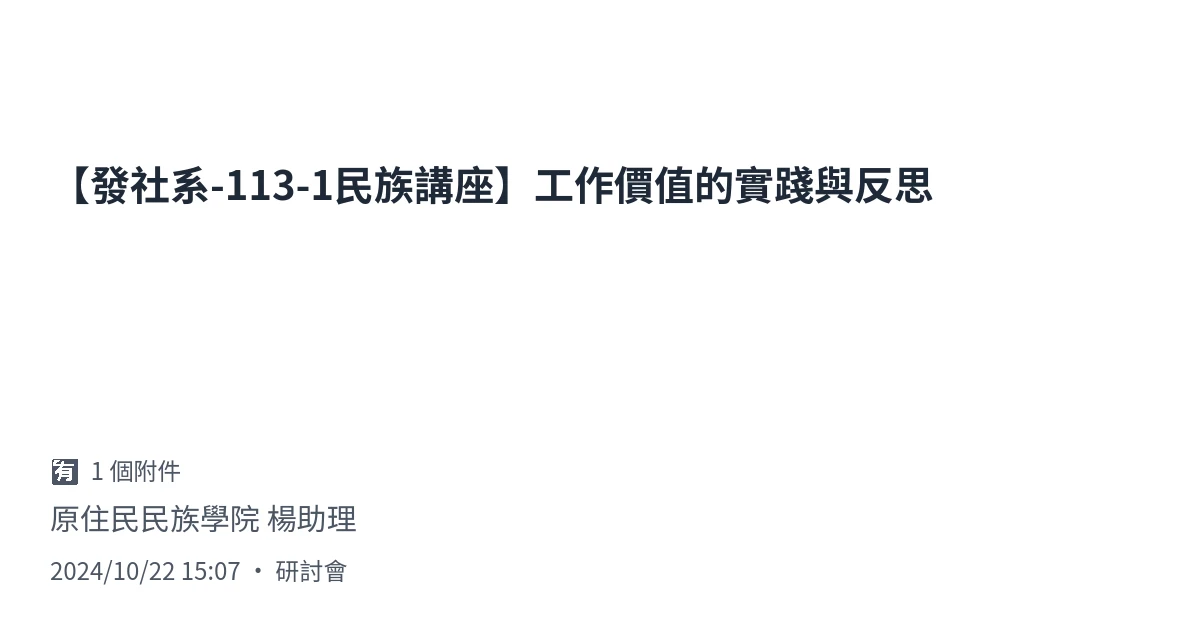 【發社系-113-1民族講座】工作價值的實踐與反思
🈶 1 個附件
原住民民族學院 楊助理
2024/10/22 15:07 ・ 研討會